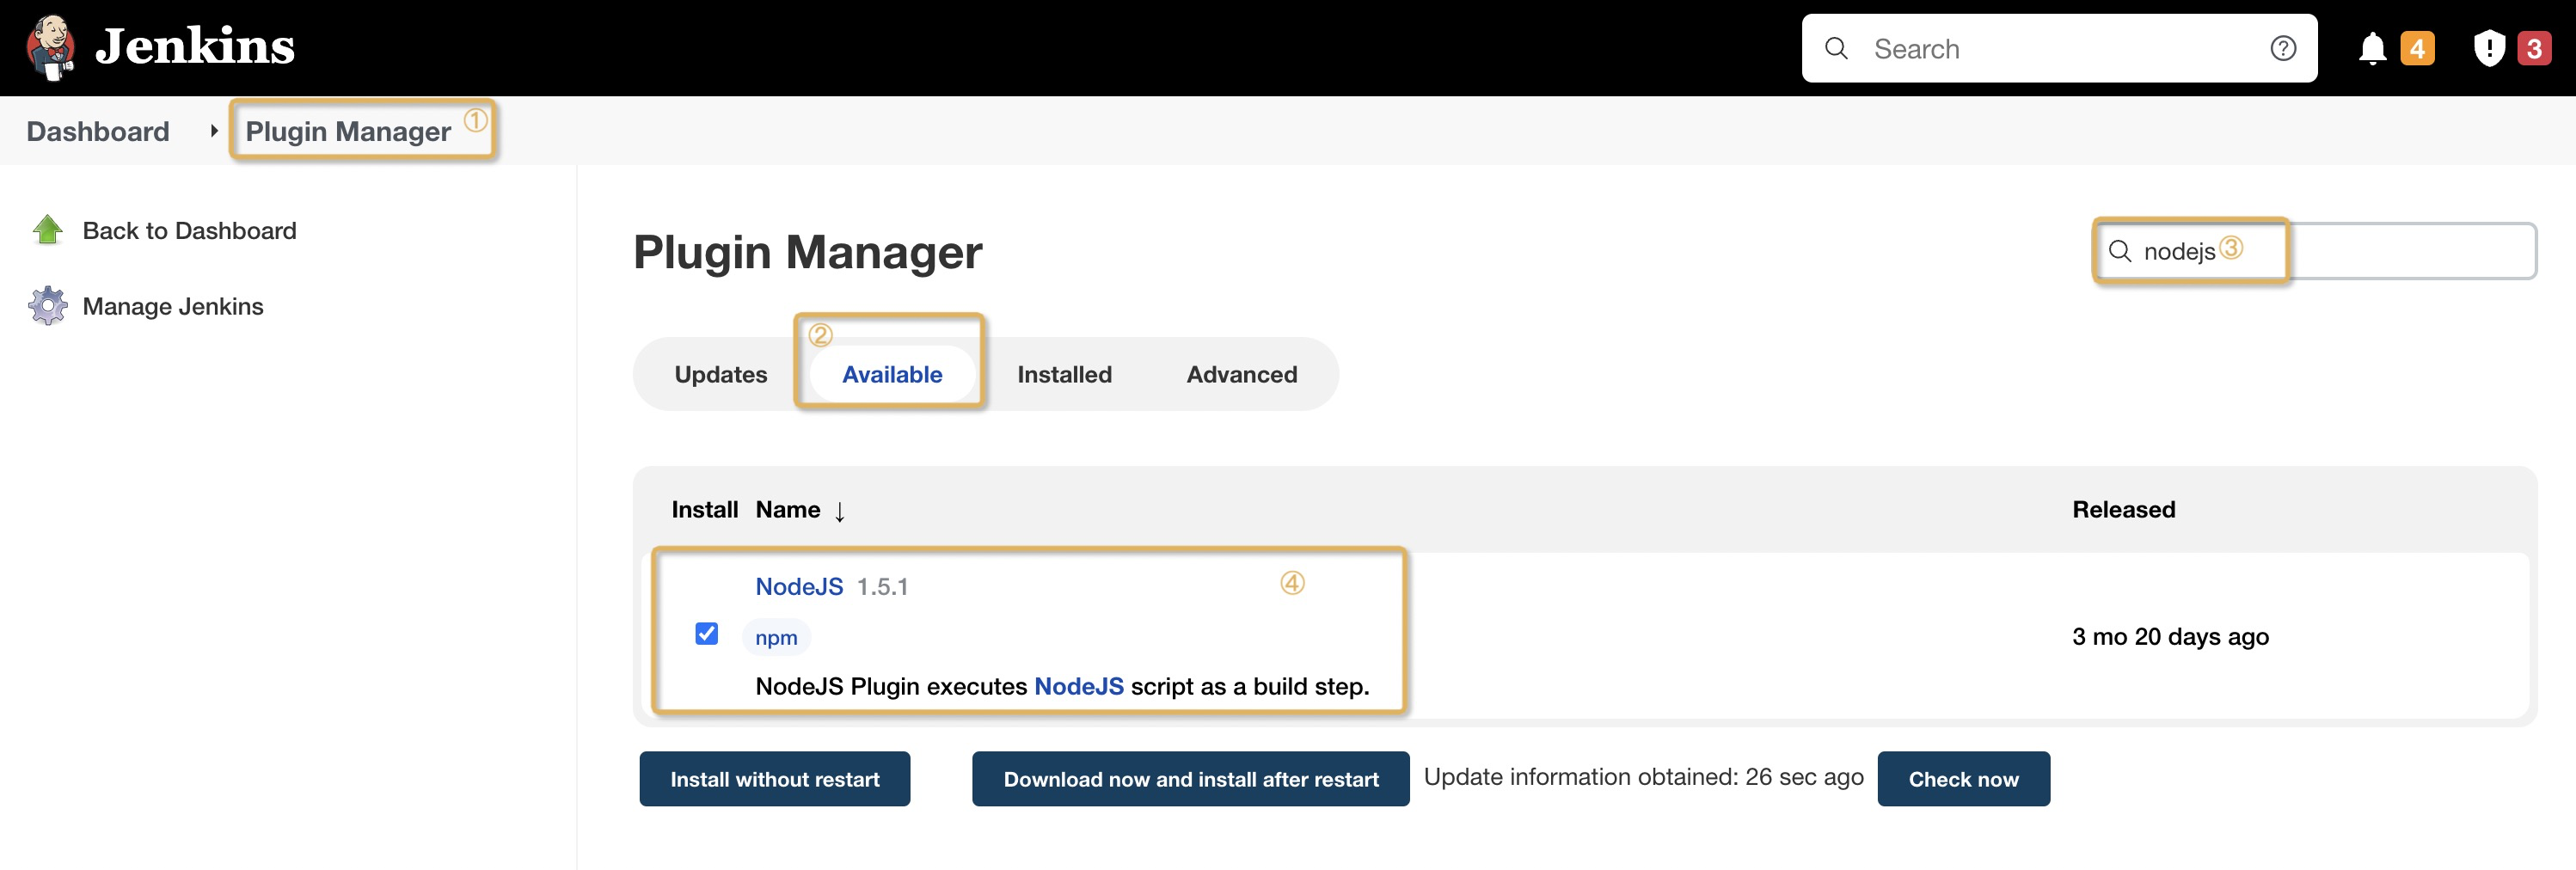 Jenkins
Search
4
3
Dashboard
Plugin Manager ①
Back to Dashboard
Manage Jenkins
Plugin Manager
nodejs ③
②
Updates Available Installed Advanced
Install Name ↓ Released
NodeJS 1.5.1 ④
npm
3 mo 20 days ago
NodeJS Plugin executes NodeJS script as a build step.
Install without restart Download now and install after restart Update information obtained: 26 sec ago Check now